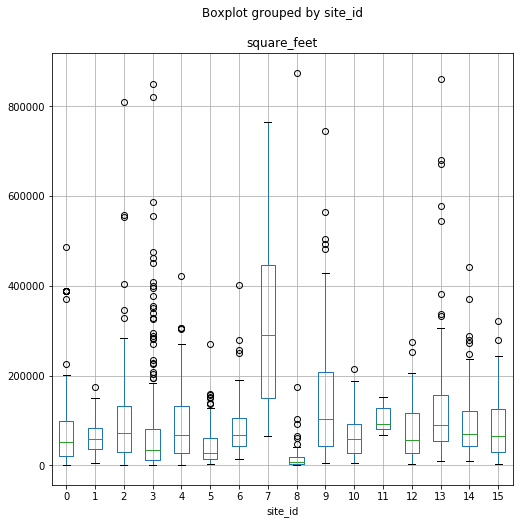 Boxplot grouped by site_id
square_feet
800000
600000
400000
200000
0
0 1 2 3 4 5 6 7 8 9 10 11 12 13 14 15
site_id